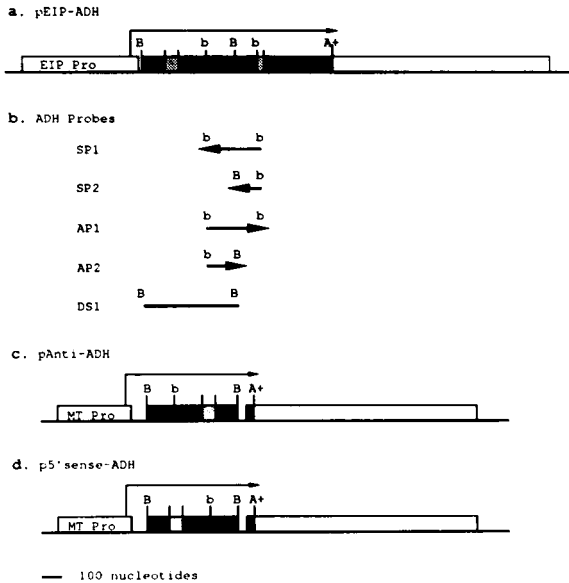 a. pEIP-ADH
B b B b A+
EIP Pro
b. ADH Probes
SP1 b b
SP2 B b
AP1 b b
AP2 b B
DS1 B B
c. pAnti-ADH
B b B A+
MT Pro
d. p5'sense-ADH
B b B A+
MT Pro
100 nucleotides